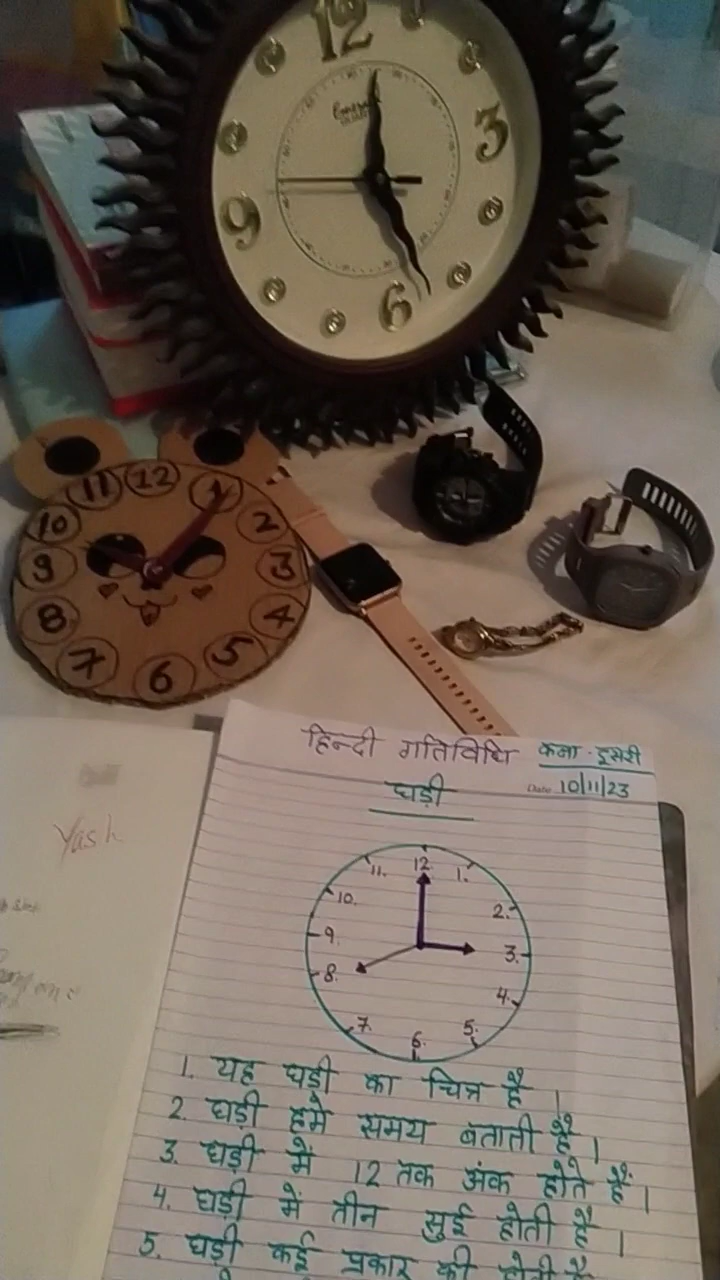 12
3
9
6
11 12 1
10 2
9 3
8 4
7 6 5
Yash
हिन्दी गतिविधि कक्षा - दूसरी
Date 10/11/23
घड़ी
12
11. 1.
10. 2.
9. 3.
8. 4.
7. 6. 5.
1. यह घड़ी का चित्र है ।
2. घड़ी हमे समय बताती है ।
3. घड़ी में 12 तक अंक होते हैं ।
4. घड़ी में तीन सुई होती है ।
5. घड़ी कई प्रकार की होती है